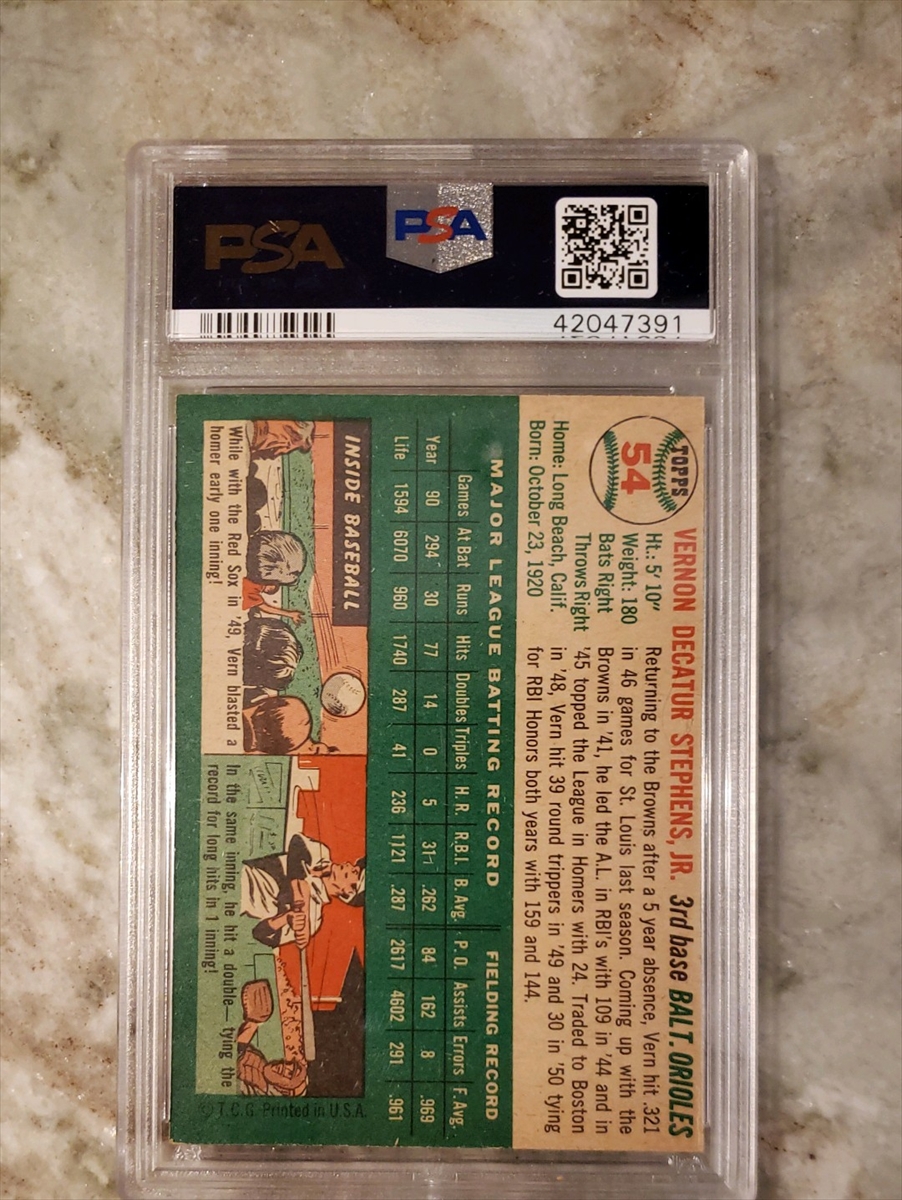 PSA
PSA
42047391
TOPPS
54
VERNON DECATUR STEPHENS, JR. 3rd base BALT. ORIOLES
Ht.: 5' 10"
Weight: 180
Bats Right
Throws Right
Home: Long Beach, Calif.
Born: October 23, 1920
Returning to the Browns after a 5 year absence, Vern hit .321
in 46 games for St. Louis last season. Coming up with the
Browns in '41, he led the A.L. in RBI's with 109 in '44 and in
'45 topped the League in Homers with 24. Traded to Boston
in '48, Vern hit 39 round trippers in '49 and 30 in '50 tying
for RBI Honors both years with 159 and 144.
MAJOR LEAGUE BATTING RECORD FIELDING RECORD
Games At Bat Runs Hits Doubles Triples H.R. R.B.I. B. Avg. P.O. Assists Errors F. Avg.
Year 90 294 30 77 14 0 5 31 .262 84 162 8 .969
Life 1594 6070 960 1740 287 41 236 1121 .287 2617 4602 291 .961
INSIDE BASEBALL
While with the Red Sox in '49, Vern blasted a
homer early one inning!
In the same inning, he hit a double—tying the
record for long hits in 1 inning!
© T.C.G. Printed in U.S.A.